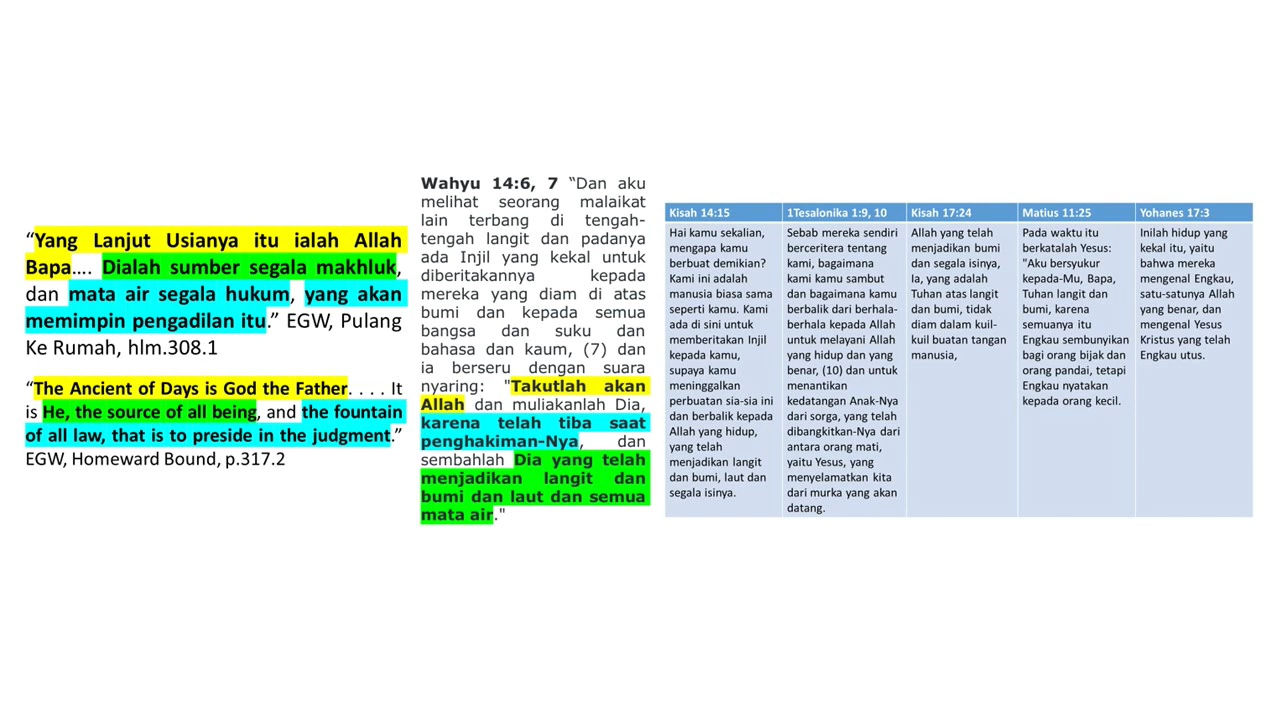 “Yang Lanjut Usianya itu ialah Allah
Bapa.... Dialah sumber segala makhluk,
dan mata air segala hukum, yang akan
memimpin pengadilan itu.” EGW, Pulang
Ke Rumah, hlm.308.1
“The Ancient of Days is God the Father. . . . It
is He, the source of all being, and the fountain
of all law, that is to preside in the judgment.”
EGW, Homeward Bound, p.317.2
Wahyu 14:6, 7 “Dan aku
melihat seorang malaikat
lain terbang di tengah-
tengah langit dan padanya
ada Injil yang kekal untuk
diberitakannya kepada
mereka yang diam di atas
bumi dan kepada semua
bangsa dan suku dan
bahasa dan kaum, (7) dan
ia berseru dengan suara
nyaring: "Takutlah akan
Allah dan muliakanlah Dia,
karena telah tiba saat
penghakiman-Nya, dan
sembahlah Dia yang telah
menjadikan langit dan
bumi dan laut dan semua
mata air."
Kisah 14:15
Hai kamu sekalian,
mengapa kamu
berbuat demikian?
Kami ini adalah
manusia biasa sama
seperti kamu. Kami
ada di sini untuk
memberitakan Injil
kepada kamu,
supaya kamu
meninggalkan
perbuatan sia-sia ini
dan berbalik kepada
Allah yang hidup,
yang telah
menjadikan langit
dan bumi, laut dan
segala isinya.
1Tesalonika 1:9, 10
Sebab mereka sendiri
berceritera tentang
kami, bagaimana
kami kamu sambut
dan bagaimana kamu
berbalik dari berhala-
berhala kepada Allah
untuk melayani Allah
yang hidup dan yang
benar, (10) dan untuk
menantikan
kedatangan Anak-Nya
dari sorga, yang telah
dibangkitkan-Nya dari
antara orang mati,
yaitu Yesus, yang
menyelamatkan kita
dari murka yang akan
datang.
Kisah 17:24
Allah yang telah
menjadikan bumi
dan segala isinya,
Ia, yang adalah
Tuhan atas langit
dan bumi, tidak
diam dalam kuil-
kuil buatan tangan
manusia,
Matius 11:25
Pada waktu itu
berkatalah Yesus:
"Aku bersyukur
kepada-Mu, Bapa,
Tuhan langit dan
bumi, karena
semuanya itu
Engkau sembunyikan
bagi orang bijak dan
orang pandai, tetapi
Engkau nyatakan
kepada orang kecil.
Yohanes 17:3
Inilah hidup yang
kekal itu, yaitu
bahwa mereka
mengenal Engkau,
satu-satunya Allah
yang benar, dan
mengenal Yesus
Kristus yang telah
Engkau utus.